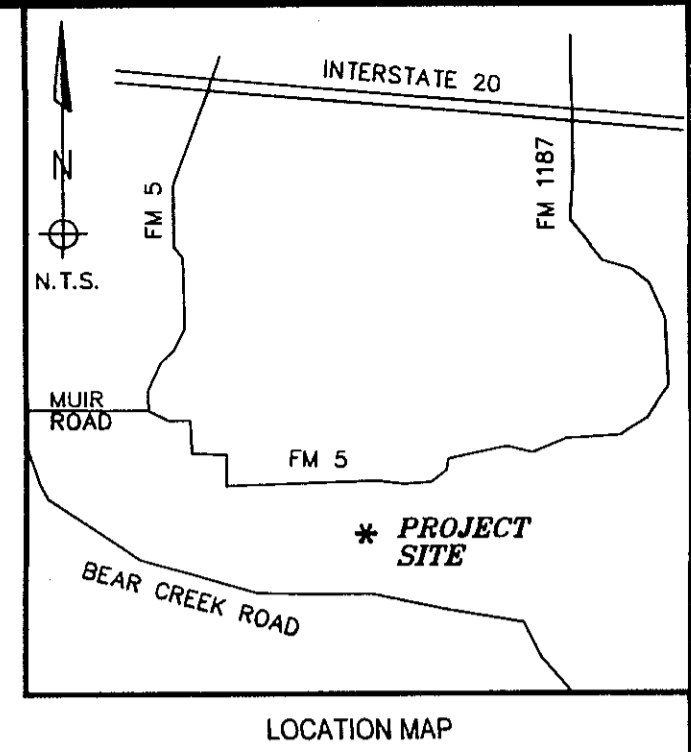 INTERSTATE 20
N
FM 5
FM 1187
N.T.S.
MUIR
ROAD
FM 5
* PROJECT
SITE
BEAR CREEK ROAD
LOCATION MAP